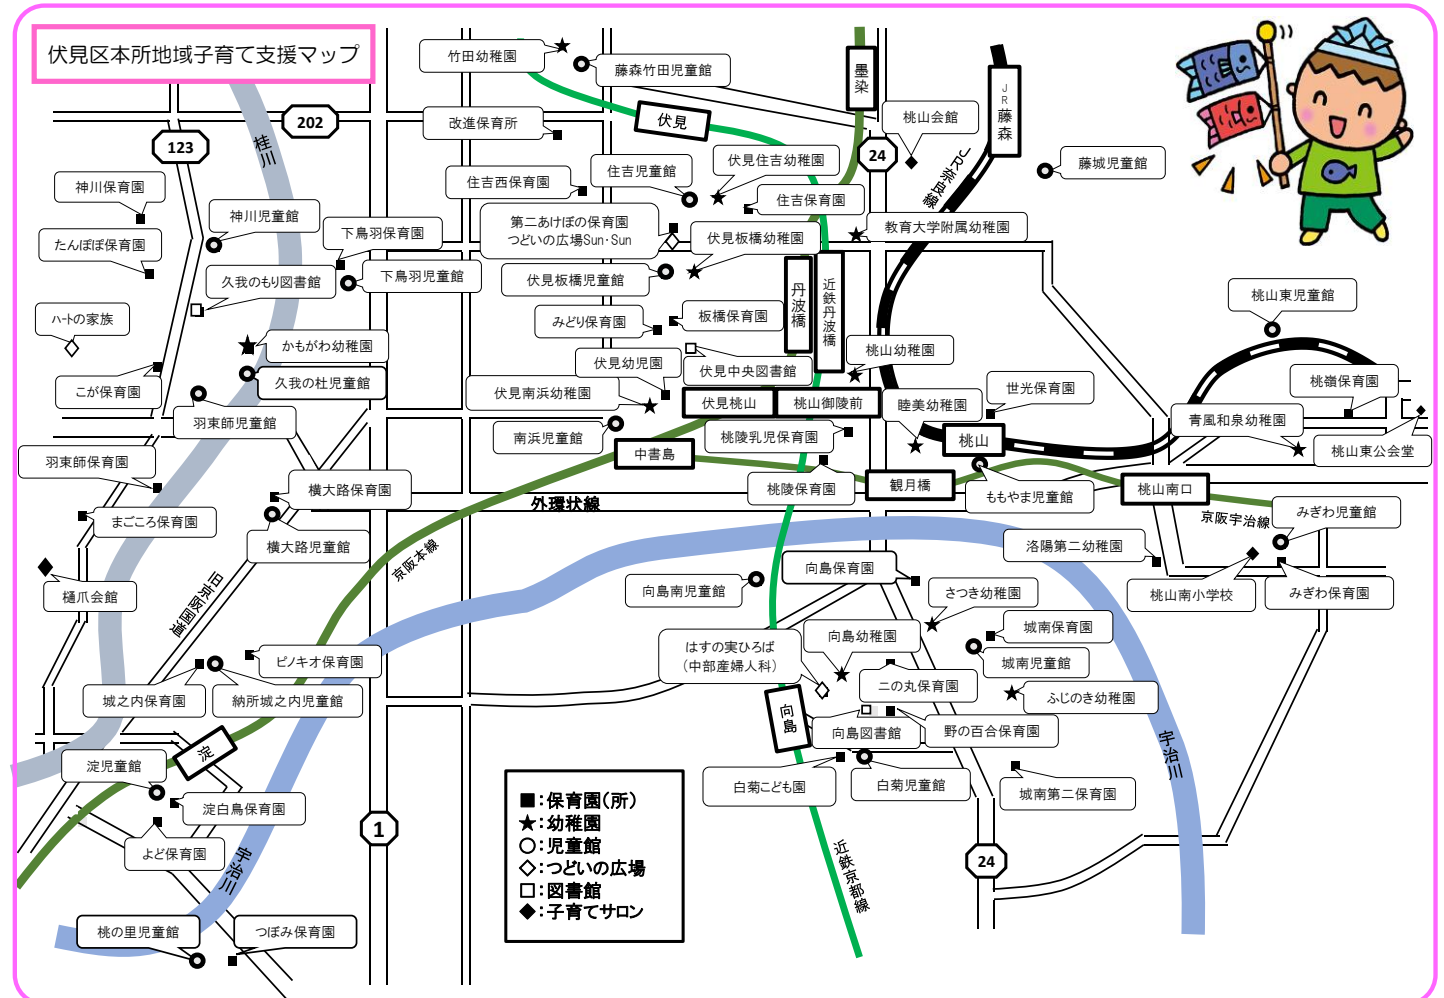 伏見区本所地域子育て支援マップ
竹田幼稚園
藤森竹田児童館
墨染
JR藤森
桃山会館
伏見
202
123
24
桂川
改進保育所
JR奈良線
藤城児童館
神川保育園
住吉西保育園
住吉児童館
伏見住吉幼稚園
住吉保育園
神川児童館
下鳥羽保育園
第二あけぼの保育園
つどいの広場Sun・Sun
伏見板橋幼稚園
教育大学附属幼稚園
たんぽぽ保育園
久我のもり図書館
下鳥羽児童館
伏見板橋児童館
丹波橋
近鉄丹波橋
桃山東児童館
ハートの家族
みどり保育園
板橋保育園
かもがわ幼稚園
伏見幼児園
伏見中央図書館
桃山幼稚園
こが保育園
久我の杜児童館
伏見南浜幼稚園
伏見桃山
桃山御陵前
睦美幼稚園
世光保育園
桃嶺保育園
羽束師児童館
南浜児童館
桃陵乳児保育園
桃山
青風和泉幼稚園
桃山東公会堂
羽束師保育園
中書島
横大路保育園
桃陵保育園
観月橋
ももやま児童館
桃山南口
外環状線
まごころ保育園
横大路児童館
京阪宇治線
みぎわ児童館
京阪本線
旧京阪国道
樋爪会館
向島南児童館
向島保育園
さつき幼稚園
洛陽第二幼稚園
桃山南小学校
みぎわ保育園
ピノキオ保育園
はすの実ひろば
(中部産婦人科)
向島幼稚園
城南保育園
城南児童館
城之内保育園
納所城之内児童館
二の丸保育園
ふじのき幼稚園
向島
向島図書館
野の百合保育園
淀
宇治川
淀児童館
白菊こども園
白菊児童館
城南第二保育園
淀白鳥保育園
よど保育園
1
24
宇治川
近鉄京都線
桃の里児童館
つぼみ保育園
■:保育園(所)
★:幼稚園
○:児童館
◇:つどいの広場
□:図書館
◆:子育てサロン